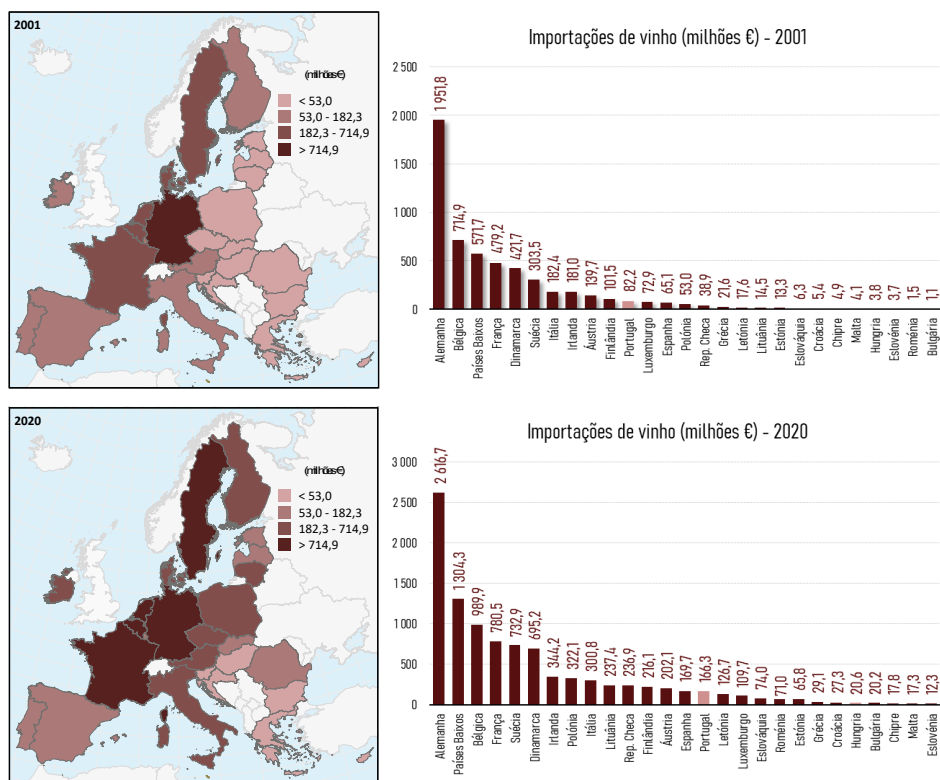 2001
(milhões €)
< 53,0
53,0 - 182,3
182,3 - 714,9
> 714,9
Importações de vinho (milhões €) - 2001
2 500
2 000
1 500
1 000
500
0
1 951,8
714,9
571,7
479,2
421,7
303,5
182,4
181,0
139,7
101,5
82,2
72,9
65,1
53,0
38,9
21,6
17,6
14,5
13,3
6,3
5,4
4,9
4,1
3,8
3,7
1,5
1,1
Alemanha
Bélgica
Países Baixos
França
Dinamarca
Suécia
Itália
Irlanda
Áustria
Finlândia
Portugal
Luxemburgo
Espanha
Polónia
Rep. Checa
Grécia
Letónia
Lituânia
Estónia
Eslováquia
Croácia
Chipre
Malta
Hungria
Eslovénia
Roménia
Bulgária
2020
(milhões €)
< 53,0
53,0 - 182,3
182,3 - 714,9
> 714,9
Importações de vinho (milhões €) - 2020
3 000
2 500
2 000
1 500
1 000
500
0
2 616,7
1 304,3
989,9
780,5
732,9
695,2
344,2
322,1
300,8
237,4
236,9
216,1
202,1
169,7
166,3
126,7
109,7
74,0
71,0
65,8
29,1
27,3
20,6
20,2
17,8
17,3
12,3
Alemanha
Países Baixos
Bélgica
França
Suécia
Dinamarca
Irlanda
Polónia
Itália
Lituânia
Rep. Checa
Finlândia
Áustria
Espanha
Portugal
Letónia
Luxemburgo
Eslováquia
Roménia
Estónia
Grécia
Croácia
Hungria
Bulgária
Chipre
Malta
Eslovénia